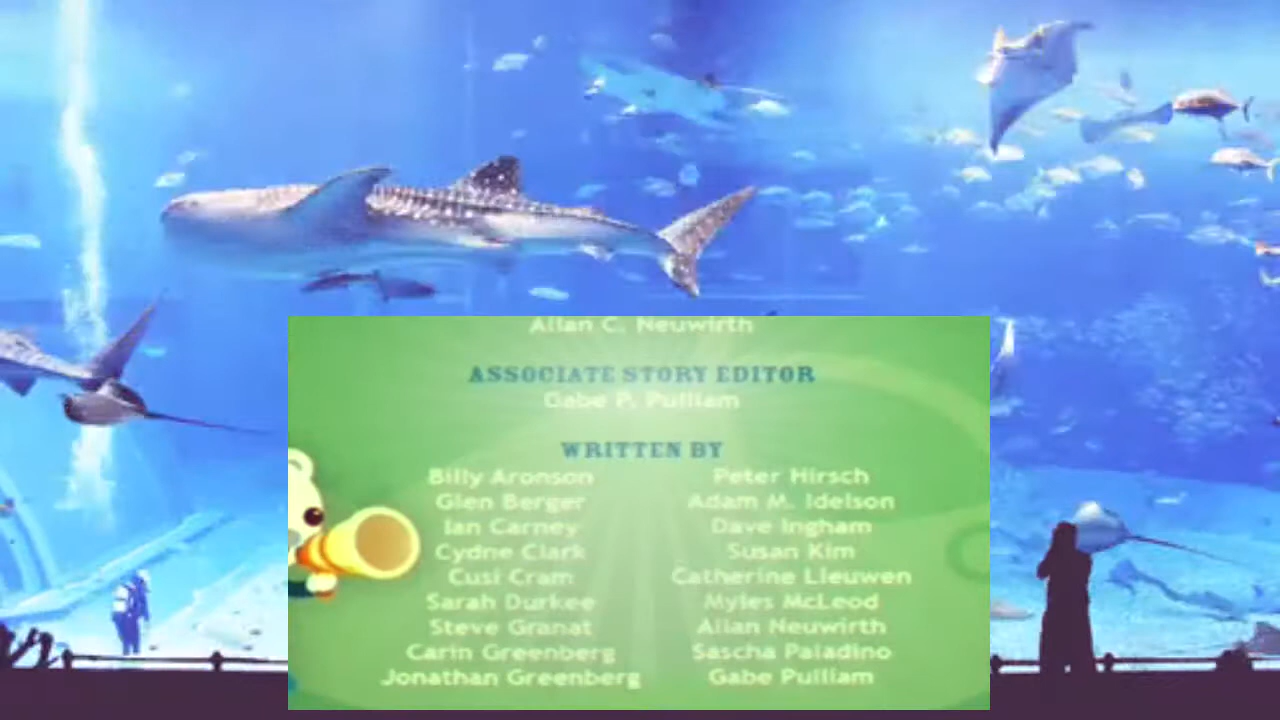 Allan C. Neuwirth
ASSOCIATE STORY EDITOR
Gabe P. Pulliam
WRITTEN BY
Billy Aronson Peter Hirsch
Glen Berger Adam M. Idelson
Ian Carney Dave Ingham
Cydne Clark Susan Kim
Cusi Cram Catherine Lieuwen
Sarah Durkee Myles McLeod
Steve Granat Allan Neuwirth
Carin Greenberg Sascha Paladino
Jonathan Greenberg Gabe Pulliam